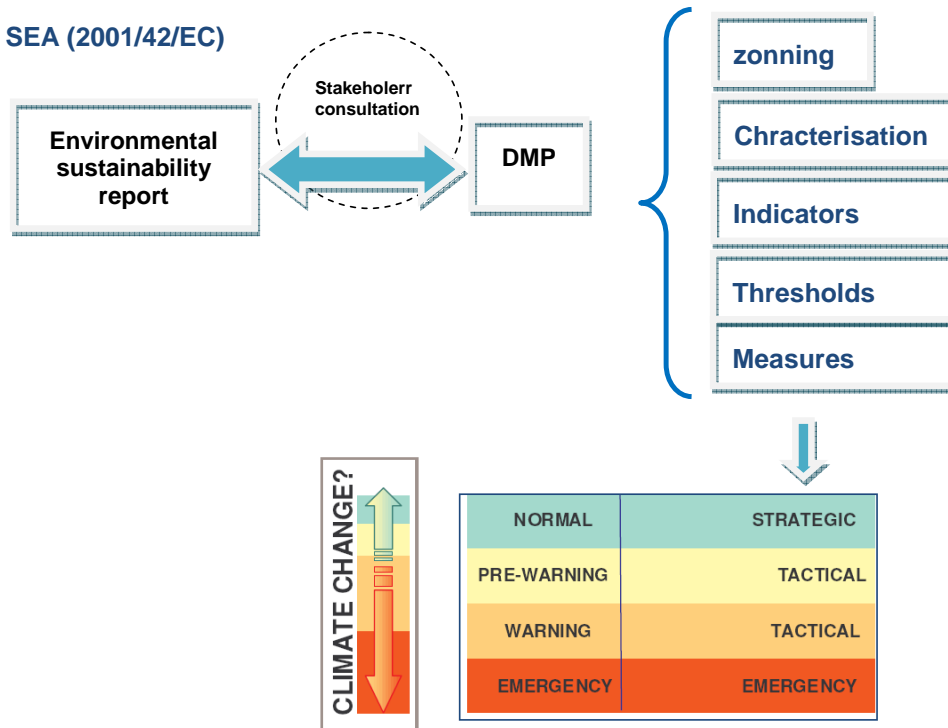 SEA (2001/42/EC)
Stakeholerr
consultation
Environmental
sustainability
report
DMP
zonning
Chracterisation
Indicators
Thresholds
Measures
CLIMATE CHANGE?
NORMAL STRATEGIC
PRE-WARNING TACTICAL
WARNING TACTICAL
EMERGENCY EMERGENCY